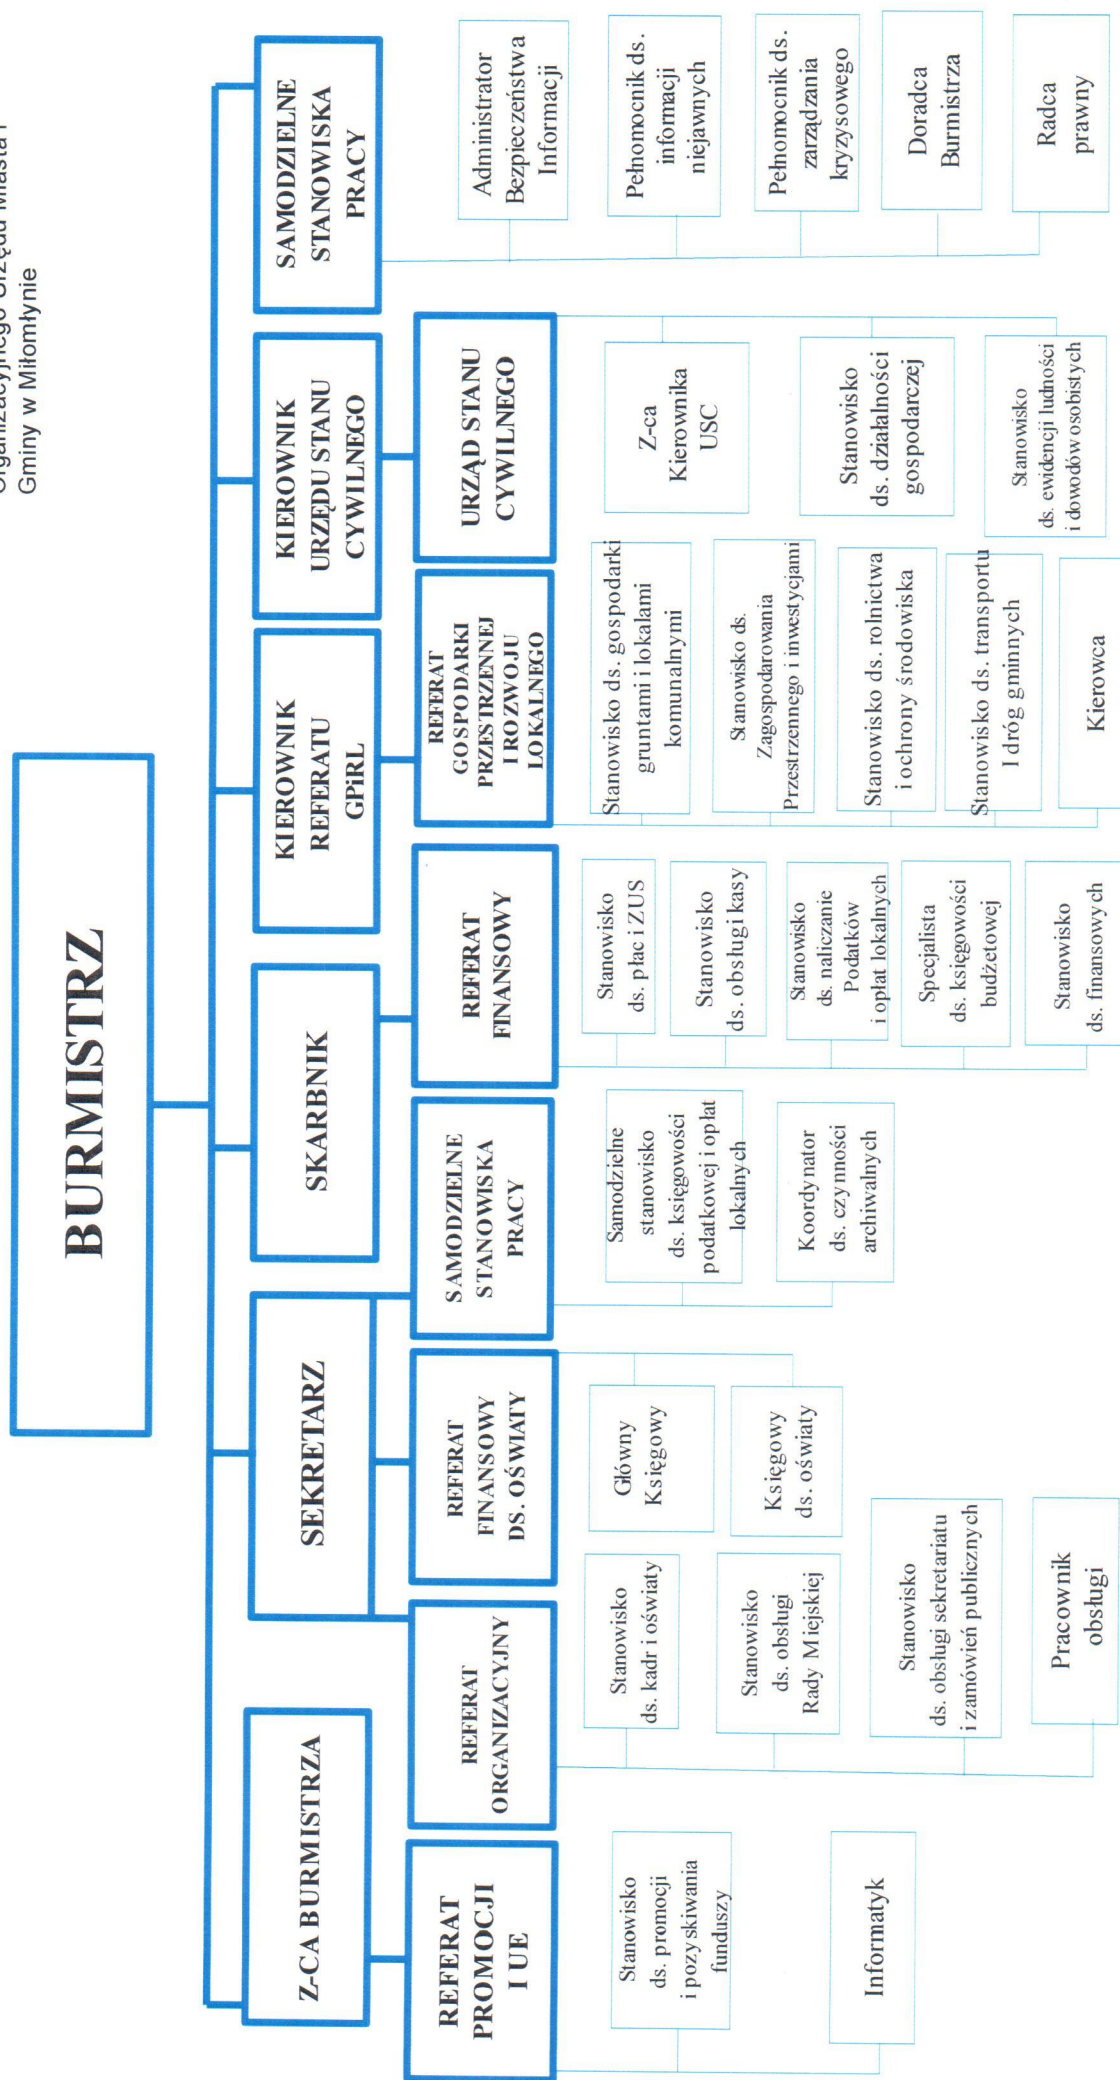 Organizacyjnego Urzędu Miasta i
Gminy w Miłomłynie
BURMISTRZ
Z-CA BURMISTRZA
SEKRETARZ
SKARBNIK
KIEROWNIK
REFERATU
GPiRL
KIEROWNIK
URZĘDU STANU
CYWILNEGO
SAMODZIELNE
STANOWISKA
PRACY
REFERAT
PROMOCJI
I UE
REFERAT
ORGANIZACYJNY
REFERAT
FINANSOWY
DS. OŚWIATY
SAMODZIELNE
STANOWISKA
PRACY
REFERAT
FINANSOWY
REFERAT
GOSPODARKI
PRZESTRZENNEJ
I ROZWOJU
LOKALNEGO
URZĄD STANU
CYWILNEGO
Stanowisko
ds. promocji
i pozyskiwania
funduszy
Informatyk
Stanowisko
ds. kadr i oświaty
Stanowisko
ds. obsługi
Rady Miejskiej
Stanowisko
ds. obsługi sekretariatu
i zamówień publicznych
Pracownik
obsługi
Główny
Księgowy
Księgowy
ds. oświaty
Samodzielne
stanowisko
ds. księgowości
podatkowej i opłat
lokalnych
Koordynator
ds. czynności
archiwalnych
Stanowisko
ds. płac i ZUS
Stanowisko
ds. obsługi kasy
Stanowisko
ds. naliczanie
Podatków
i opłat lokalnych
Specjalista
ds. księgowości
budżetowej
Stanowisko
ds. finansowych
Stanowisko ds. gospodarki
gruntami i lokalami
komunalnymi
Stanowisko ds.
Zagospodarowania
Przestrzennego i inwestycjami
Stanowisko ds. rolnictwa
i ochrony środowiska
Stanowisko ds. transportu
I dróg gminnych
Kierowca
Z-ca
Kierownika
USC
Stanowisko
ds. działalności
gospodarczej
Stanowisko
ds. ewidencji ludności
i dowodów osobistych
Administrator
Bezpieczeństwa
Informacji
Pełnomocnik ds.
informacji
niejawnych
Pełnomocnik ds.
zarządzania
kryzysowego
Doradca
Burmistrza
Radca
prawny